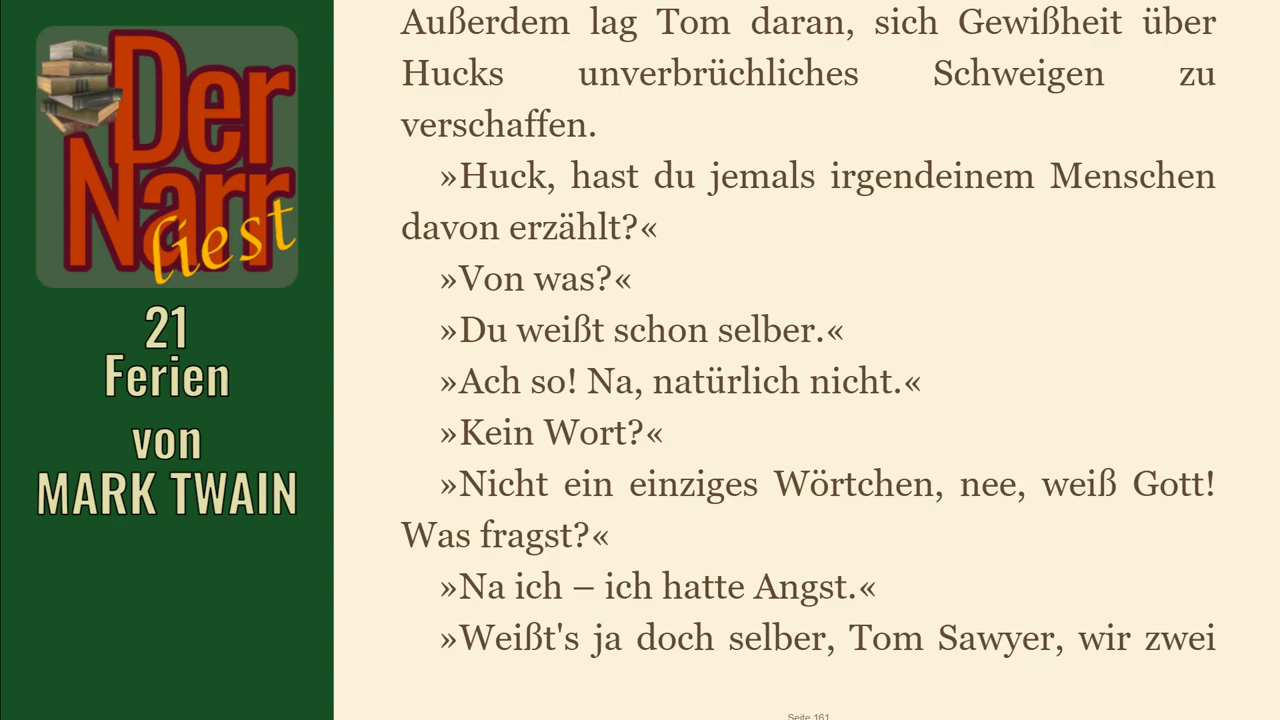 Der
Narr
liest
21
Ferien
von
MARK TWAIN
Außerdem lag Tom daran, sich Gewißheit über
Hucks unverbrüchliches Schweigen zu
verschaffen.
»Huck, hast du jemals irgendeinem Menschen
davon erzählt?«
»Von was?«
»Du weißt schon selber.«
»Ach so! Na, natürlich nicht.«
»Kein Wort?«
»Nicht ein einziges Wörtchen, nee, weiß Gott!
Was fragst?«
»Na ich – ich hatte Angst.«
»Weißt's ja doch selber, Tom Sawyer, wir zwei
Seite 161